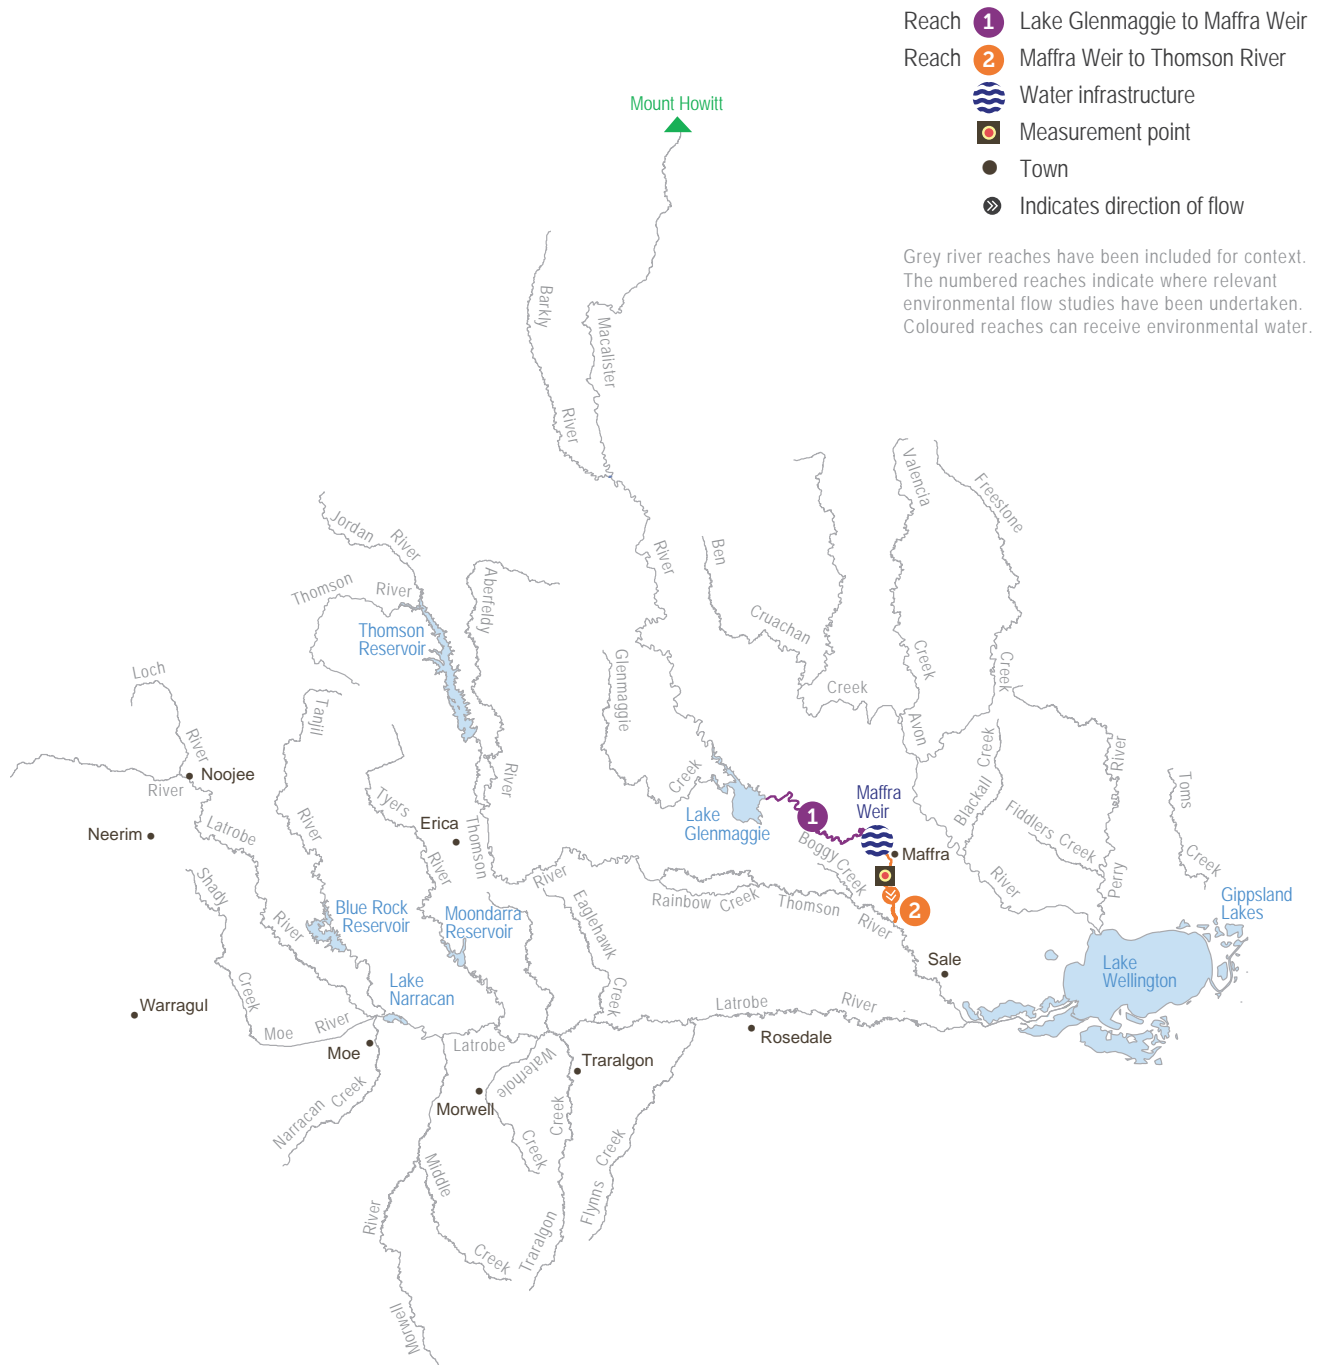 Reach 1 Lake Glenmaggie to Maffra Weir
Reach 2 Maffra Weir to Thomson River
Water infrastructure
Measurement point
Town
Indicates direction of flow
Grey river reaches have been included for context.
The numbered reaches indicate where relevant
environmental flow studies have been undertaken.
Coloured reaches can receive environmental water.
Mount Howitt
Barkly
River
Macalister
River
Valencia
Creek
Freestone
Creek
Jordan
River
Thomson
River
Aberfeldy
River
Thomson
Reservoir
Ben
Cruachan
Creek
Glenmaggie
Creek
Avon
River
Loch
River
Tanjil
River
Noojee
River
Latrobe
River
Neerim
Tyers
River
Erica
Thomson
River
Lake
Glenmaggie
1
Maffra
Weir
Maffra
Boggy Creek
2
Blackall Creek
Fiddlers Creek
Perry
River
Toms
Creek
Gippsland
Lakes
Shady
Creek
Blue Rock
Reservoir
Moondarra
Reservoir
Eaglehawk
Creek
Rainbow Creek
Thomson
River
Sale
Lake
Wellington
Lake
Narracan
Warragul
Moe River
Moe
Latrobe
Latrobe River
Rosedale
Waterhole
Creek
Traralgon
Morwell
Narracan Creek
Middle
Creek
Traralgon
Creek
Flynns Creek
River
Morwell